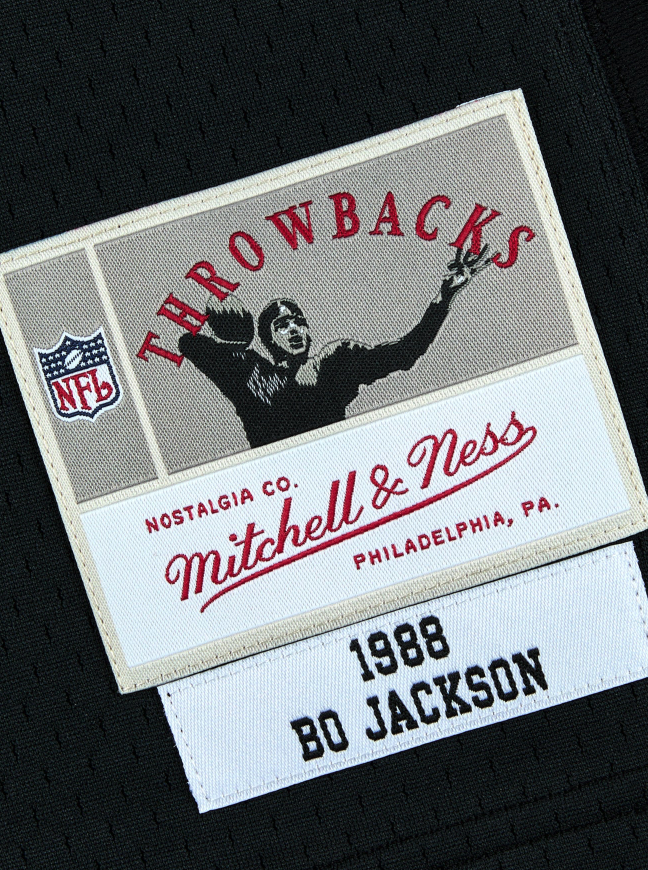 THROWBACKS
NFL
NOSTALGIA CO.
Mitchell & Ness
PHILADELPHIA, PA.
1988
BO JACKSON